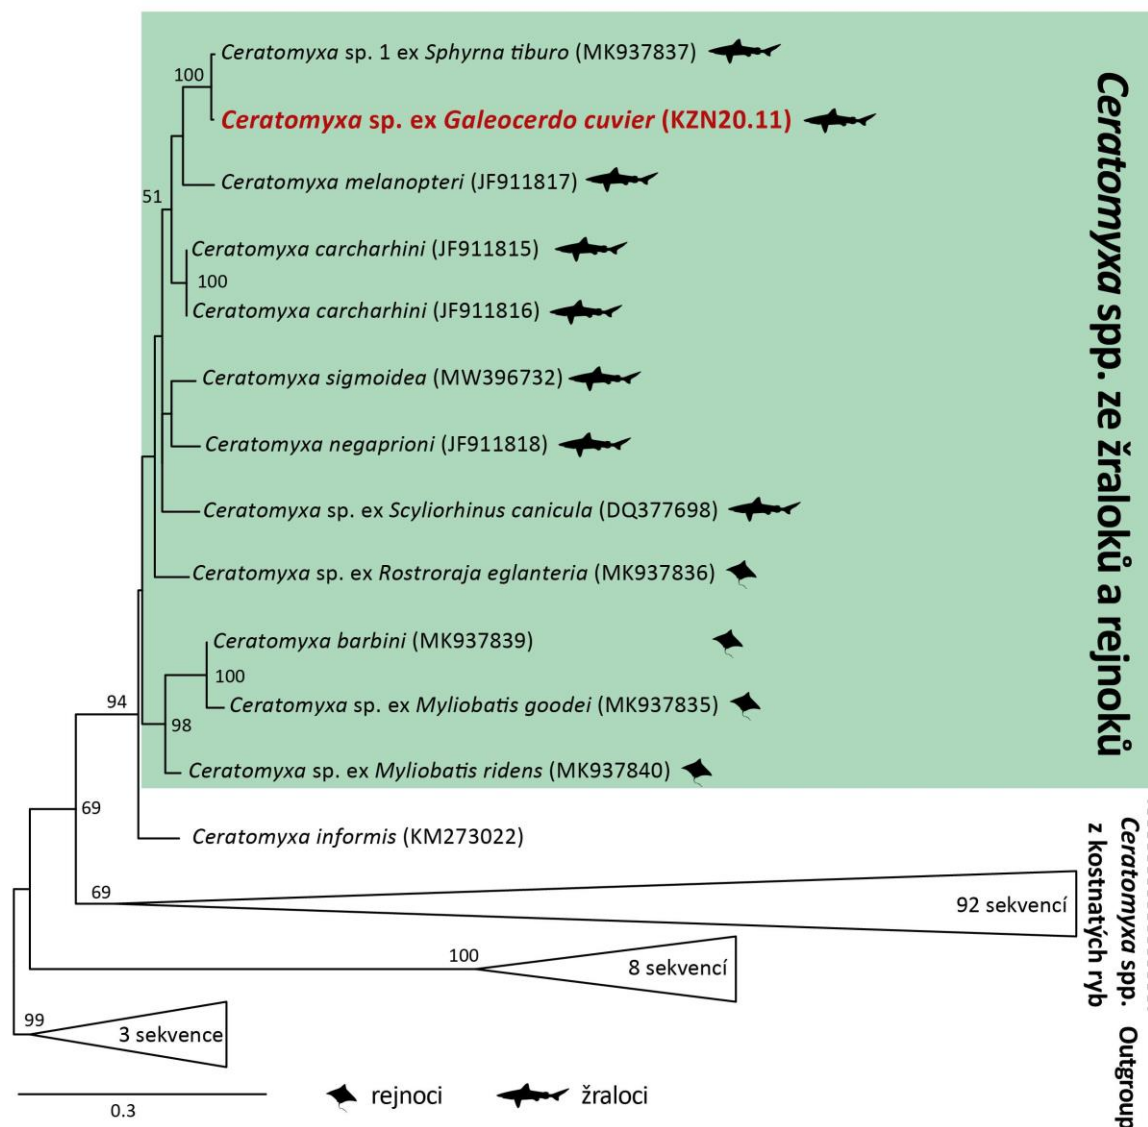 Ceratomyxa sp. 1 ex Sphyrna tiburo (MK937837)
100
Ceratomyxa sp. ex Galeocerdo cuvier (KZN20.11)
Ceratomyxa melanopteri (JF911817)
51
Ceratomyxa carcharhini (JF911815)
100
Ceratomyxa carcharhini (JF911816)
Ceratomyxa sigmoidea (MW396732)
Ceratomyxa negaprioni (JF911818)
Ceratomyxa sp. ex Scyliorhinus canicula (DQ377698)
Ceratomyxa sp. ex Rostroraja eglanteria (MK937836)
Ceratomyxa barbini (MK937839)
100
Ceratomyxa sp. ex Myliobatis goodei (MK937835)
94
98
Ceratomyxa sp. ex Myliobatis ridens (MK937840)
69
Ceratomyxa informis (KM273022)
69
92 sekvencí
100
8 sekvencí
99
3 sekvence
0.3
rejnoci
žraloci
Ceratomyxa spp. ze žraloků a rejnoků
Ceratomyxa spp.
z kostnatých ryb
Outgroup